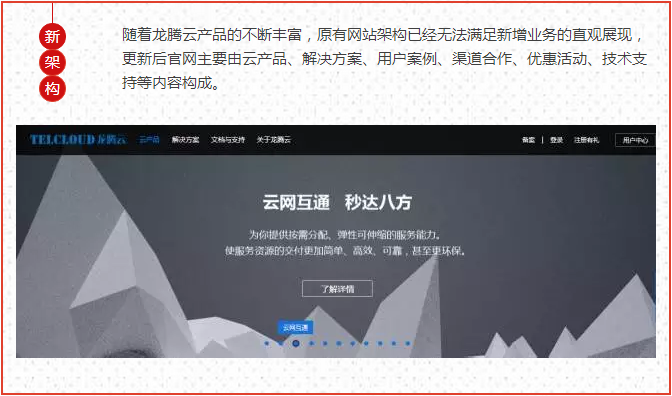 新
架
构
随着龙腾云产品的不断丰富，原有网站架构已经无法满足新增业务的直观展现，
更新后官网主要由云产品、解决方案、用户案例、渠道合作、优惠活动、技术支
持等内容构成。
TELCLOUD 龙腾云 云产品 解决方案 文档与支持 关于龙腾云 备案 | 登录 注册有礼 用户中心
云网互通 秒达八方
为你提供按需分配、弹性可伸缩的服务能力。
使服务资源的交付更加简单、高效、可靠，甚至更环保。
了解详情
云网互通